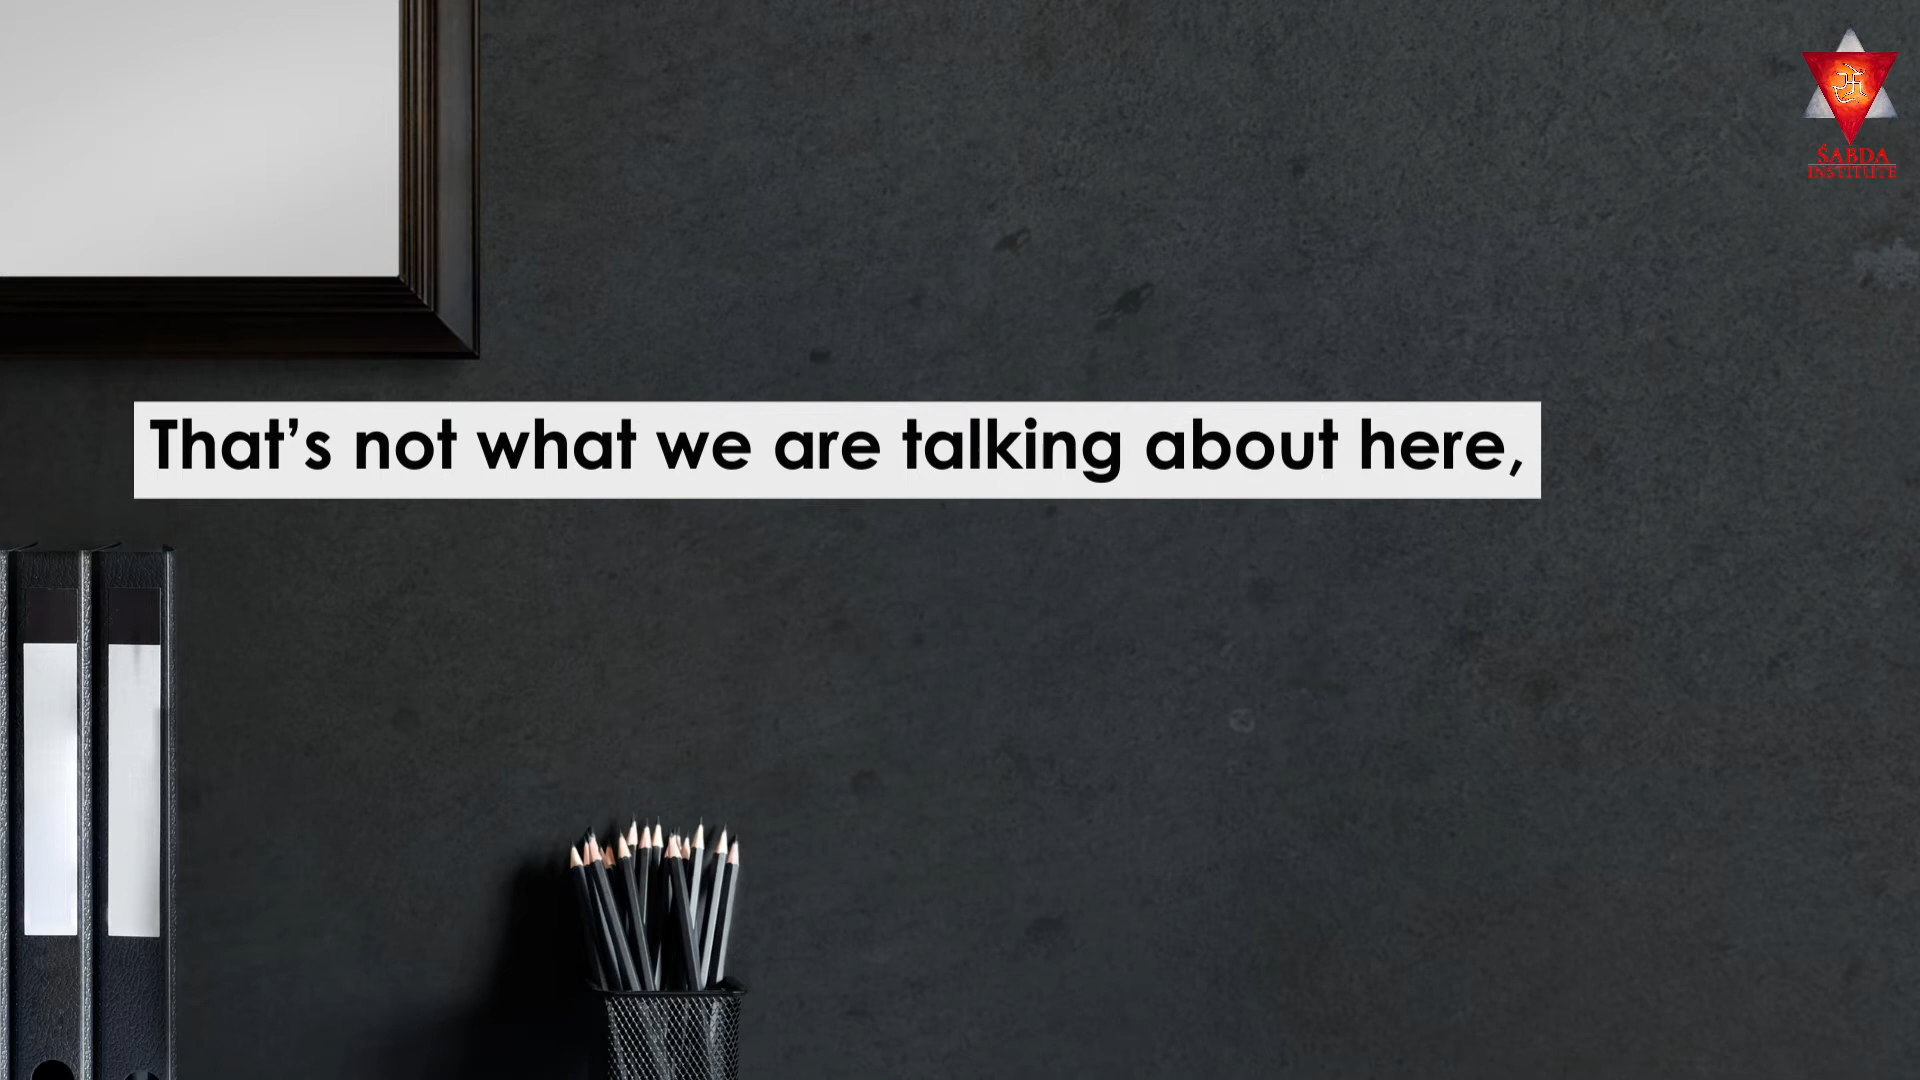 ŚABDA
INSTITUTE
That’s not what we are talking about here,